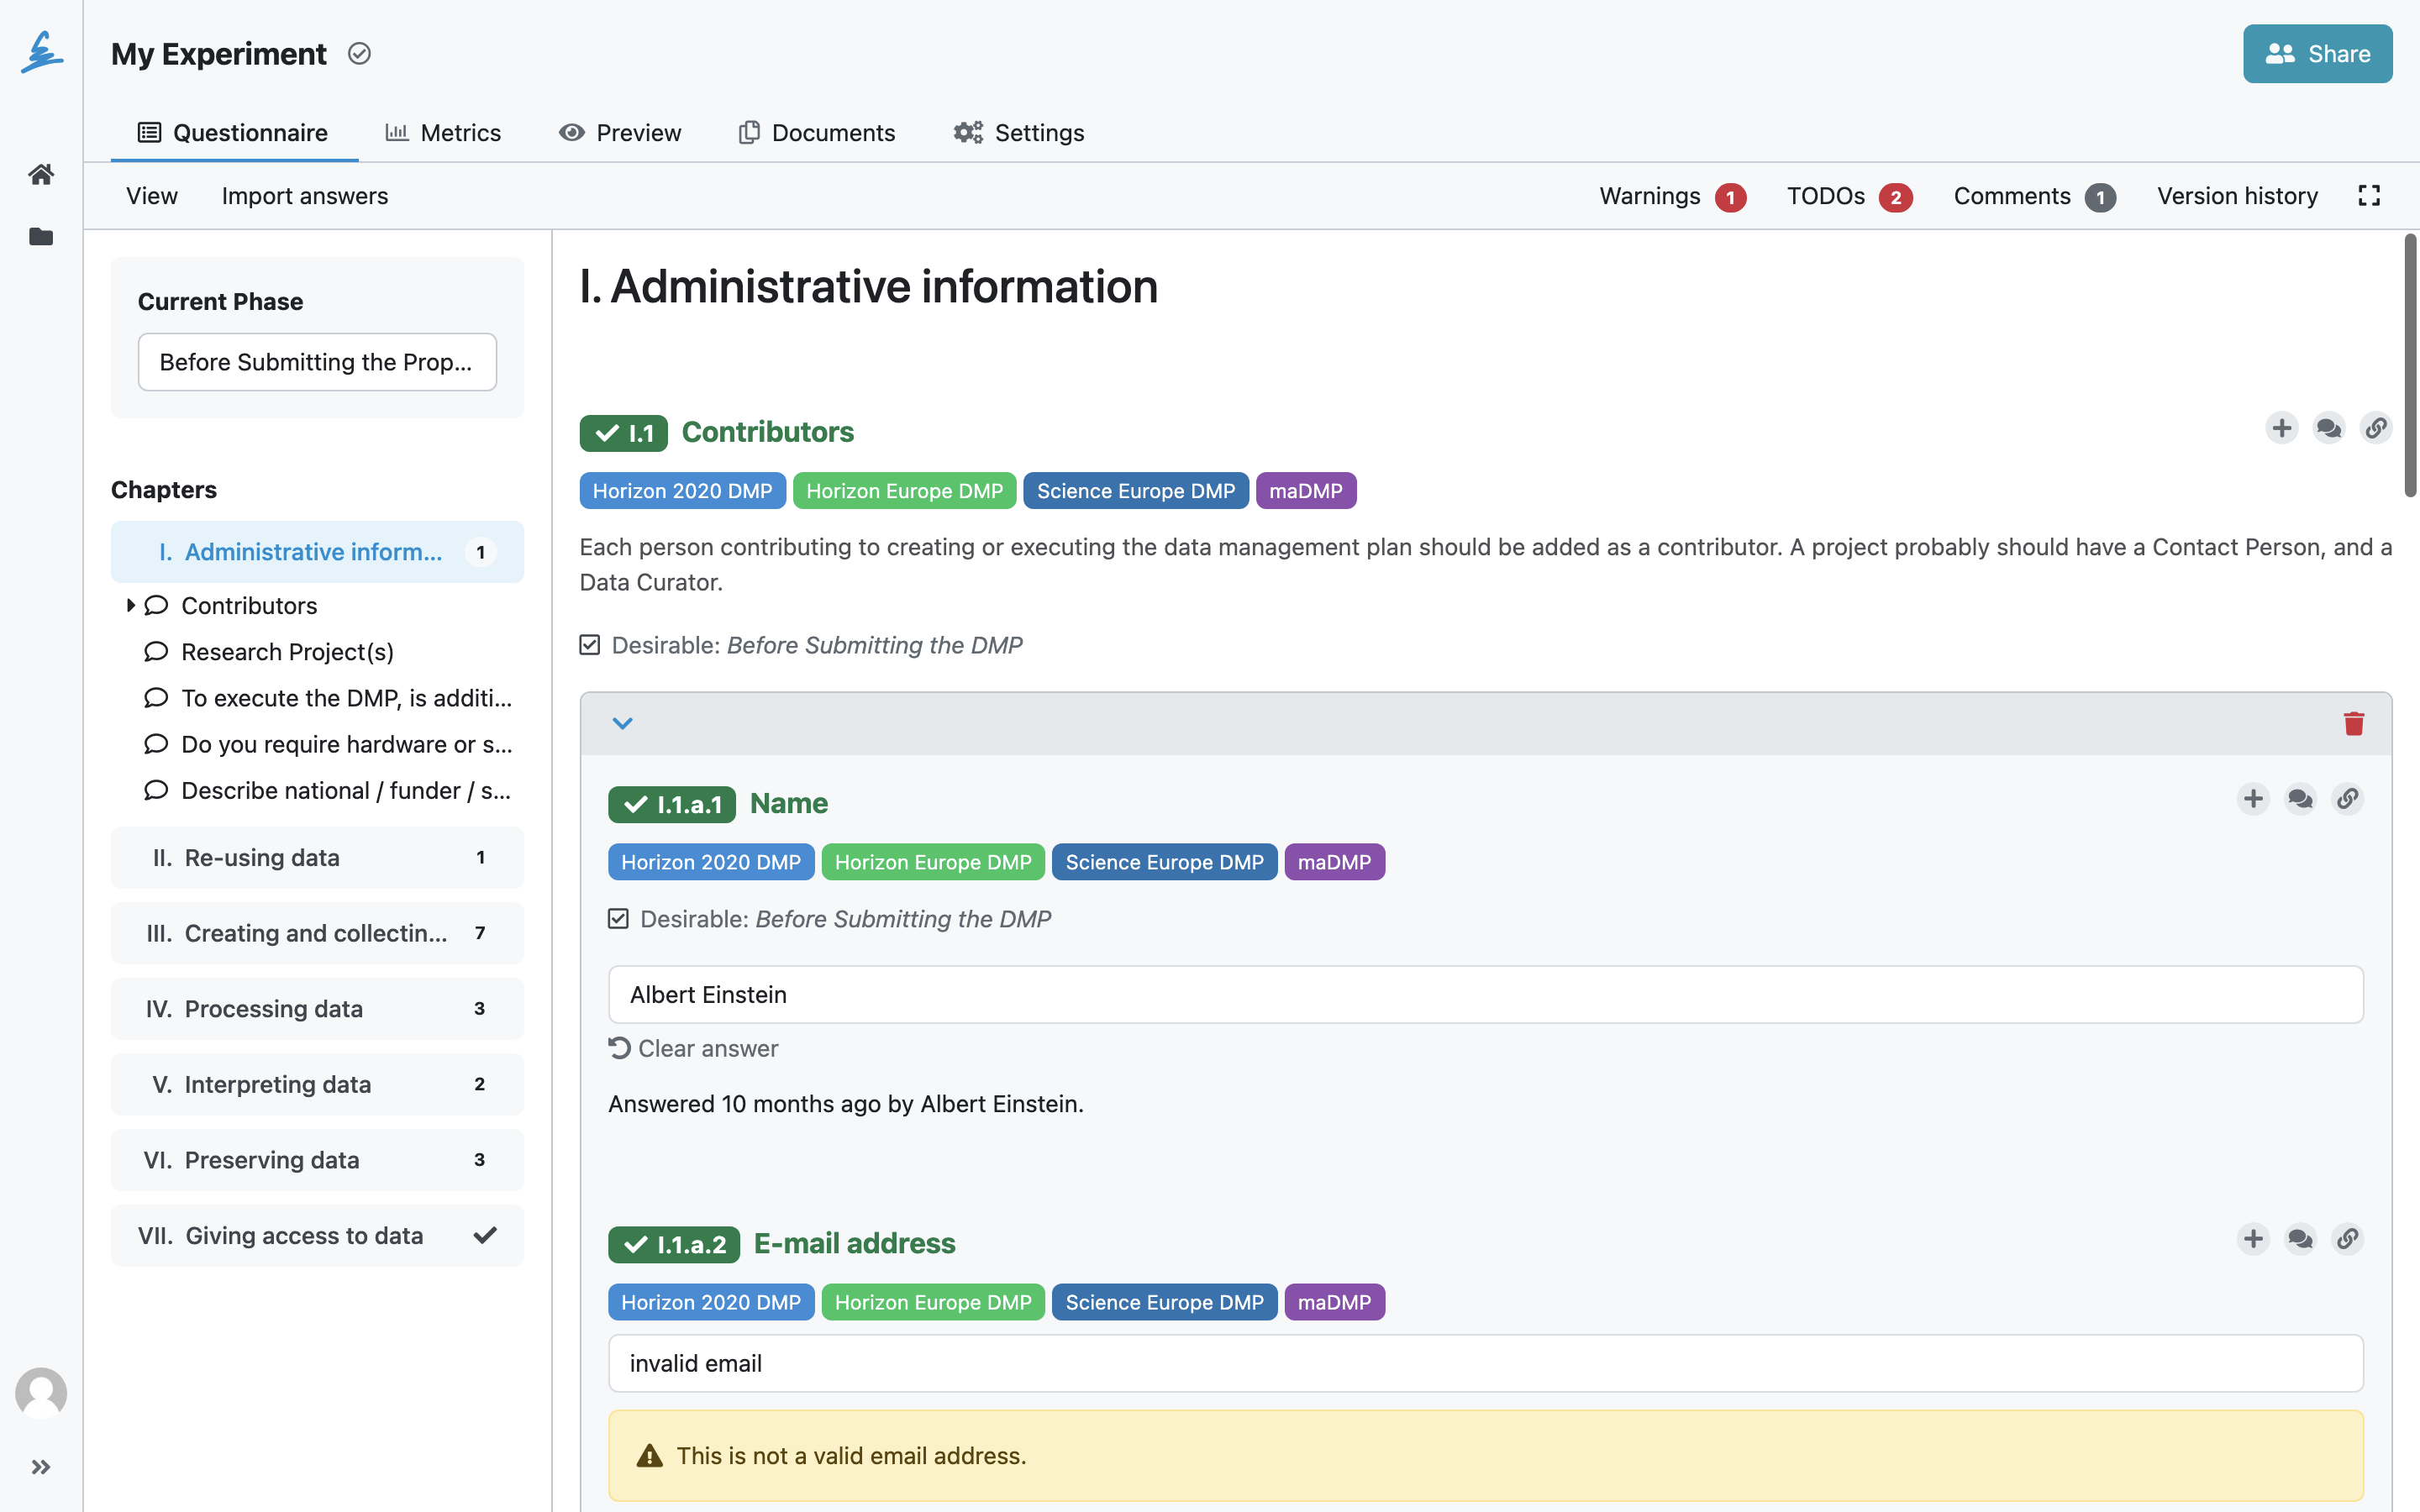 My Experiment
Share
Questionnaire
Metrics
Preview
Documents
Settings
View
Import answers
Warnings 1
TODOs 2
Comments 1
Version history
Current Phase
Before Submitting the Prop...
Chapters
I. Administrative inform... 1
Contributors
Research Project(s)
To execute the DMP, is additi...
Do you require hardware or s...
Describe national / funder / s...
II. Re-using data 1
III. Creating and collectin... 7
IV. Processing data 3
V. Interpreting data 2
VI. Preserving data 3
VII. Giving access to data
I. Administrative information
I.1 Contributors
Horizon 2020 DMP Horizon Europe DMP Science Europe DMP maDMP
Each person contributing to creating or executing the data management plan should be added as a contributor. A project probably should have a Contact Person, and a
Data Curator.
Desirable: Before Submitting the DMP
I.1.a.1 Name
Horizon 2020 DMP Horizon Europe DMP Science Europe DMP maDMP
Desirable: Before Submitting the DMP
Albert Einstein
Clear answer
Answered 10 months ago by Albert Einstein.
I.1.a.2 E-mail address
Horizon 2020 DMP Horizon Europe DMP Science Europe DMP maDMP
invalid email
This is not a valid email address.